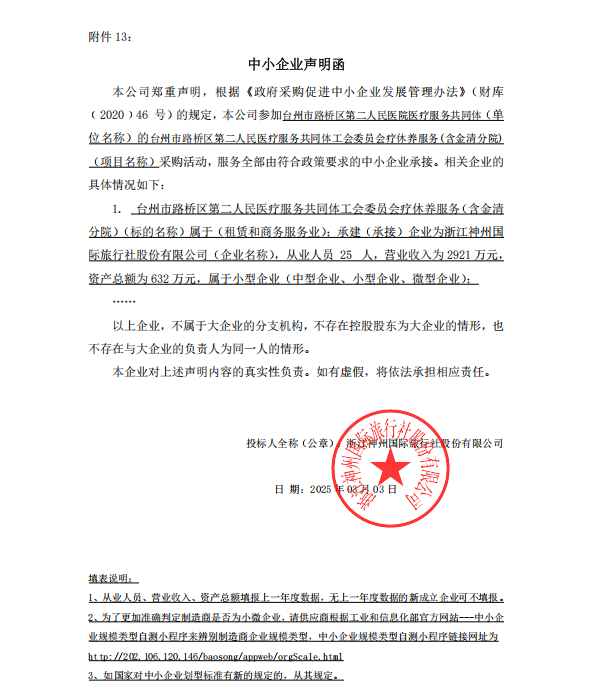 附件 13：
中小企业声明函
本公司郑重声明，根据《政府采购促进中小企业发展管理办法》（财库
﹝2020﹞46 号）的规定，本公司参加台州市路桥区第二人民医院医疗服务共同体（单
位名称）的台州市路桥区第二人民医疗服务共同体工会委员会疗休养服务(含金清分院)
（项目名称）采购活动，服务全部由符合政策要求的中小企业承接。相关企业的
具体情况如下：
1. 台州市路桥区第二人民医疗服务共同体工会委员会疗休养服务（含金清
分院）（标的名称）属于（租赁和商务服务业）；承建（承接）企业为浙江神州国
际旅行社股份有限公司（企业名称），从业人员 25 人，营业收入为 2921 万元，
资产总额为 632 万元，属于小型企业（中型企业、小型企业、微型企业）；
……
以上企业，不属于大企业的分支机构，不存在控股股东为大企业的情形，也
不存在与大企业的负责人为同一人的情形。
本企业对上述声明内容的真实性负责。如有虚假，将依法承担相应责任。
投标人全称（公章）：浙江神州国际旅行社股份有限公司
浙江神州国际旅行社股份有限公司
日 期：2025 年 03 月 03 日
填表说明：
1、从业人员、营业收入、资产总额填报上一年度数据，无上一年度数据的新成立企业可不填报。
2、为了更加准确判定制造商是否为小微企业，请供应商根据工业和信息化部官方网站---中小企
业规模类型自测小程序来辨别制造商企业规模类型，中小企业规模类型自测小程序链接网址为
http://202.106.120.146/baosong/appweb/orgScale.html
3、如国家对中小企业划型标准有新的规定的，从其规定。